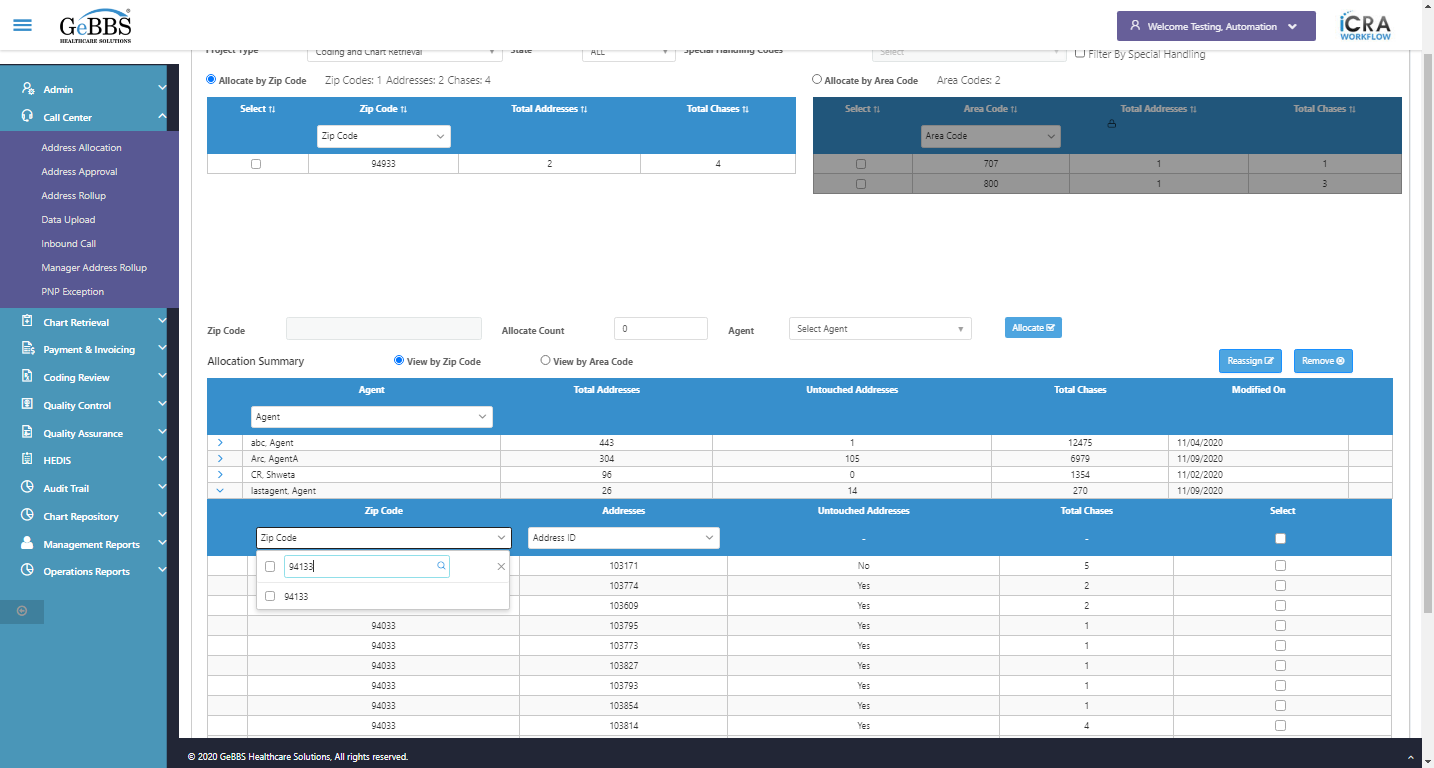 GeBBS
HEALTHCARE SOLUTIONS
Welcome Testing, Automation
iCRA
WORKFLOW
Project Type Coding and Chart Retrieval State ALL Special Handling Codes Select Filter By Special Handling
Allocate by Zip Code Zip Codes: 1 Addresses: 2 Chases: 4 Allocate by Area Code Area Codes: 2
Admin
Call Center
Address Allocation
Address Approval
Address Rollup
Data Upload
Inbound Call
Manager Address Rollup
PNP Exception
Chart Retrieval
Payment & Invoicing
Coding Review
Quality Control
Quality Assurance
HEDIS
Audit Trail
Chart Repository
Management Reports
Operations Reports
Select Zip Code Total Addresses Total Chases
Zip Code
94933 2 4
Select Area Code Total Addresses Total Chases
Area Code
707 1 1
800 1 3
Zip Code Allocate Count 0 Agent Select Agent Allocate
Allocation Summary View by Zip Code View by Area Code Reassign Remove
Agent Total Addresses Untouched Addresses Total Chases Modified On
Agent
abc, Agent 443 1 12475 11/04/2020
Arc, AgentA 304 105 6979 11/09/2020
CR, Shweta 96 0 1354 11/02/2020
lastagent, Agent 26 14 270 11/09/2020
Zip Code Addresses Untouched Addresses Total Chases Select
Zip Code Address ID - -
94133 103171 No 5
103774 Yes 2
94133 103609 Yes 2
94033 103795 Yes 1
94033 103773 Yes 1
94033 103827 Yes 1
94033 103793 Yes 1
94033 103854 Yes 1
94033 103814 Yes 4
© 2020 GeBBS Healthcare Solutions, All rights reserved.